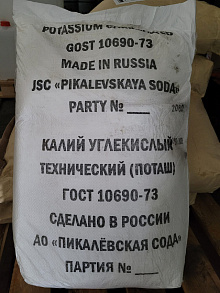 POTASSIUM CARBONATED
GOST 10690-73
MADE IN RUSSIA
JSC «PIKALEVSKAYA SODA»
PARTY №
КАЛИЙ УГЛЕКИСЛЫЙ
ТЕХНИЧЕСКИЙ (ПОТАШ)
ГОСТ 10690-73
СДЕЛАНО В РОССИИ
АО «ПИКАЛЁВСКАЯ СОДА»
ПАРТИЯ №